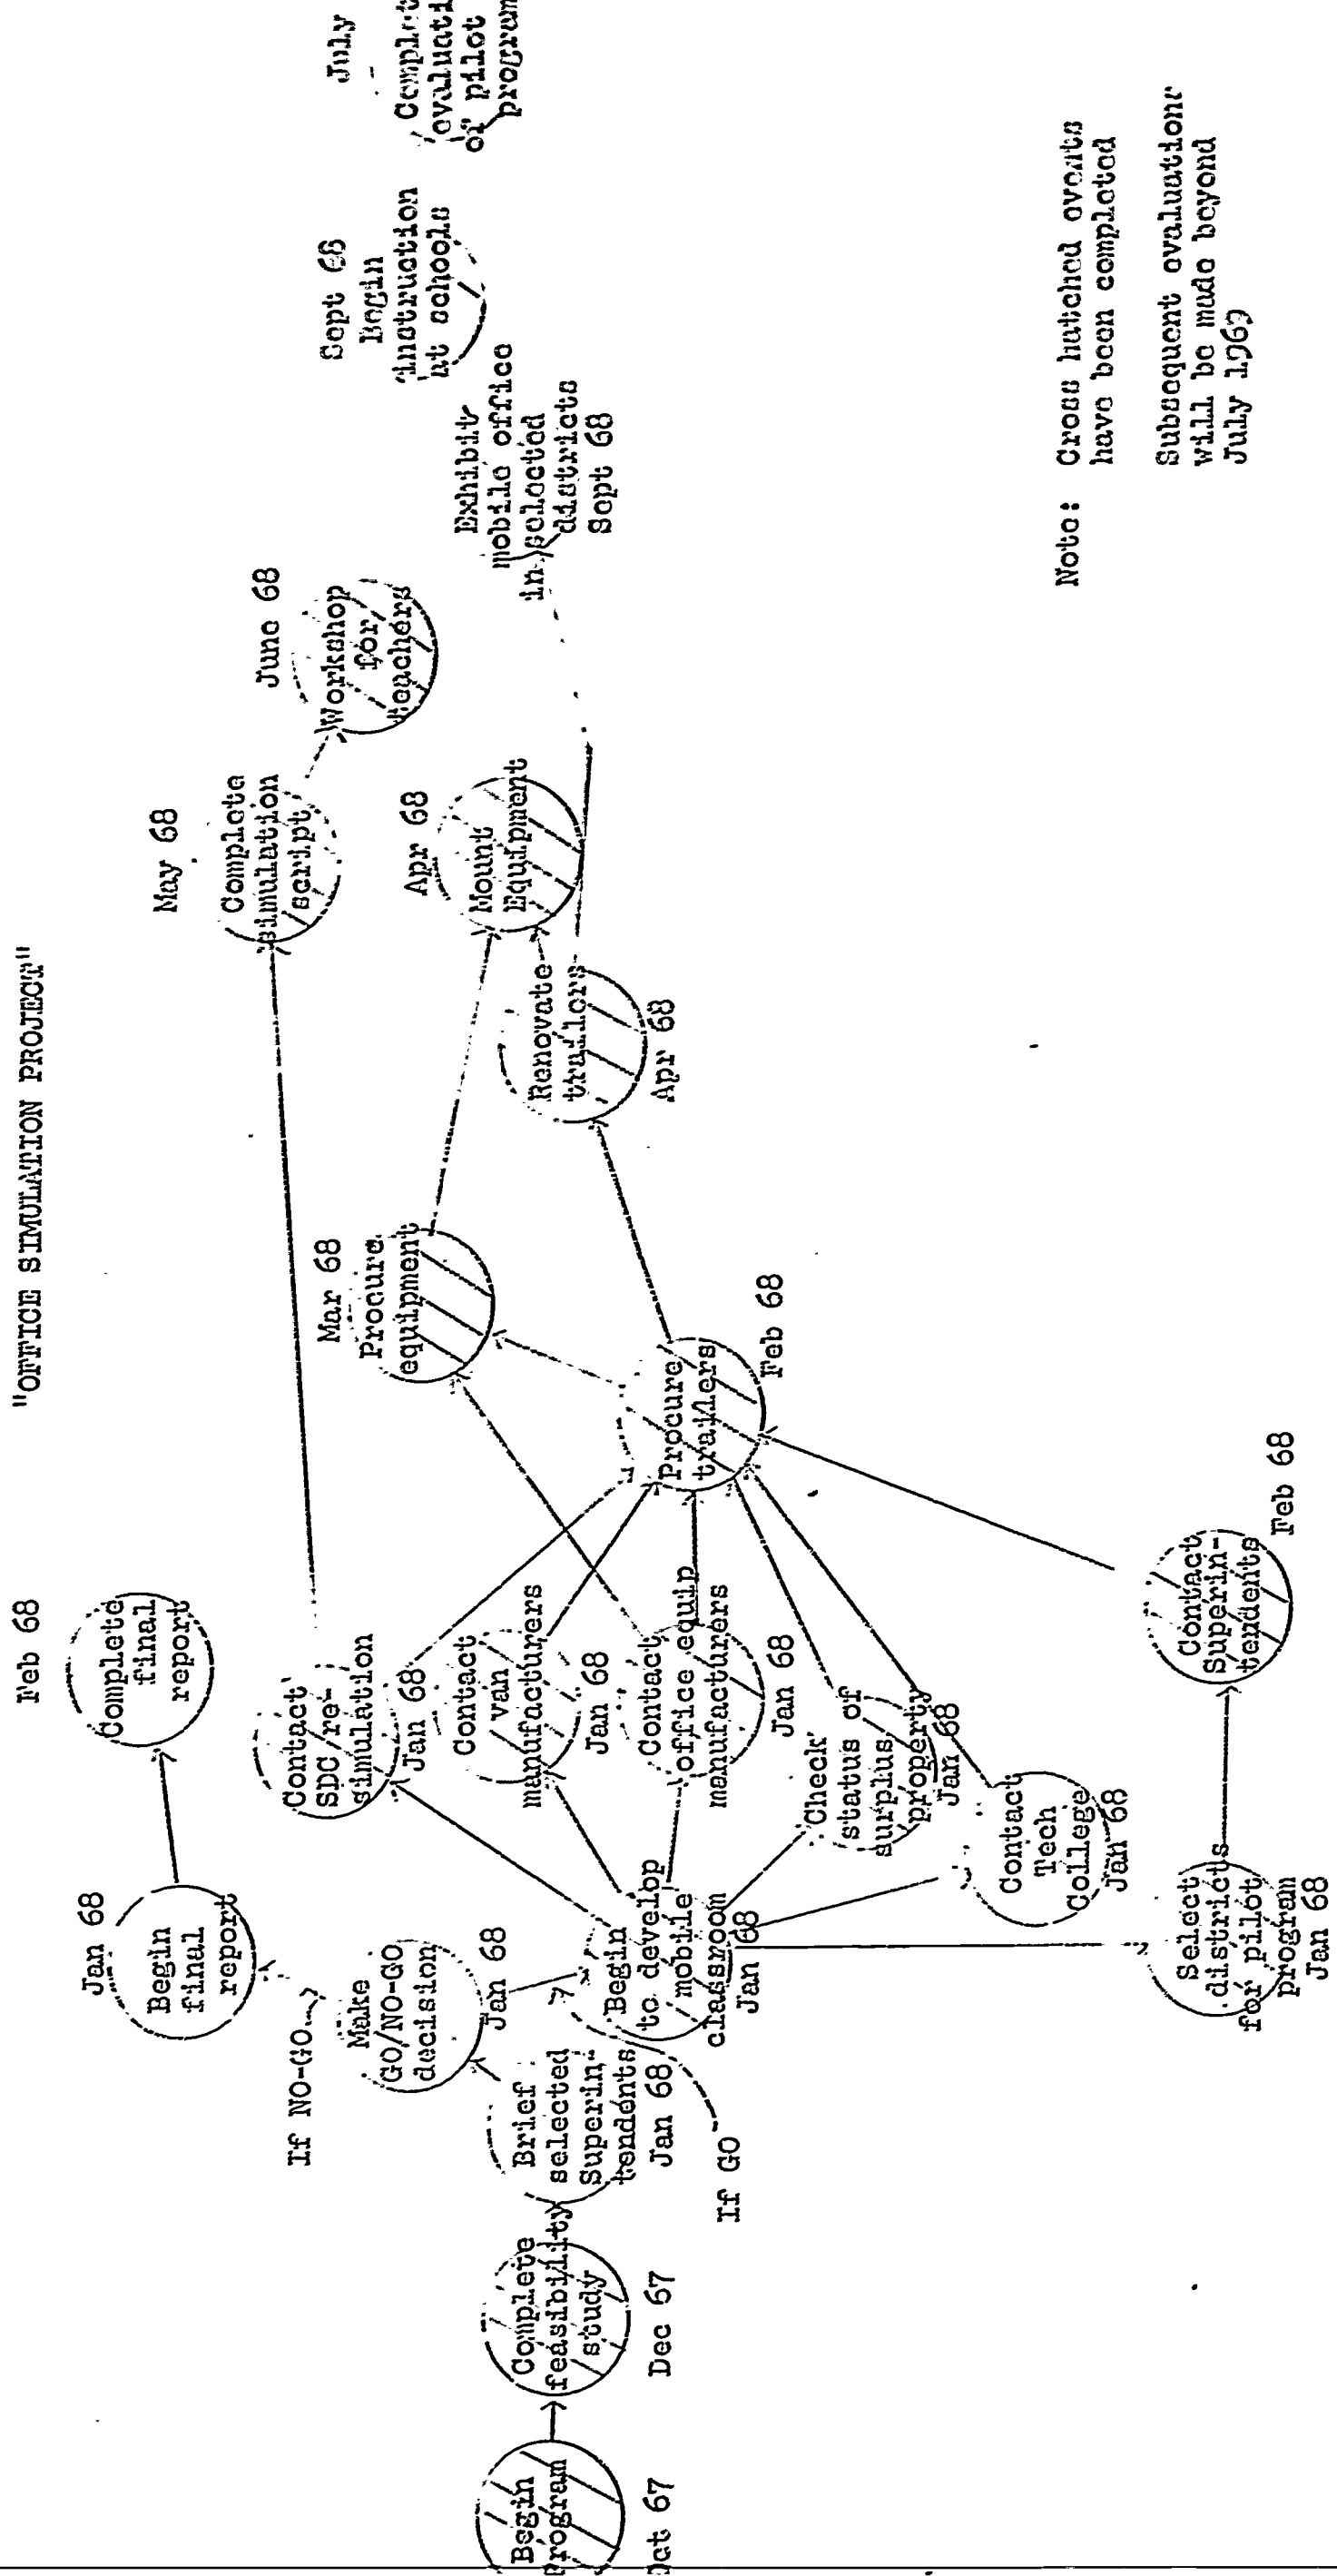 "OFFICE SIMULATION PROJECT"
Begin
Program
Oct 67
Complete
feasibility
study
Dec 67
Brief
selected
Superin-
tendents
Jan 68
If GO
If NO-GO
Make
GO/NO-GO
decision
Jan 68
Jan 68
Begin
final
report
Feb 68
Complete
final
report
Begin
to develop
mobile
classroom
Jan 68
Contact
SDC re-
simulation
Jan 68
Contact
van
manufacturers
Jan 68
Contact
office equip
manufacturers
Jan 68
Check
status of
surplus
property
Jan 68
Contact
Tech
College
Jan 68
Select
districts
for pilot
program
Jan 68
Contact
Superin-
tendents
Feb 68
Procure
trailers
Feb 68
Mar 68
Procure
equipment
Renovate
trailers
Apr 68
Apr 68
Mount
Equipment
May 68
Complete
simulation
script
June 68
Workshop
for
teachers
Exhibit
mobile office
in selected
districts
Sept 68
Sept 68
Begin
instruction
at schools
July
Complet
evaluati
of pilot
program
Note: Cross hatched events
have been completed
Subsequent evaluations
will be made beyond
July 1969